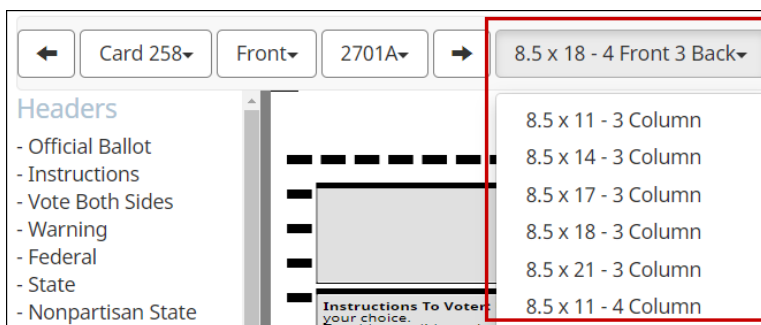 Card 258 Front 2701A 8.5 x 18 - 4 Front 3 Back
Headers
- Official Ballot
- Instructions
- Vote Both Sides
- Warning
- Federal
- State
- Nonpartisan State
Instructions To Voter:
your choice.
8.5 x 11 - 3 Column
8.5 x 14 - 3 Column
8.5 x 17 - 3 Column
8.5 x 18 - 3 Column
8.5 x 21 - 3 Column
8.5 x 11 - 4 Column